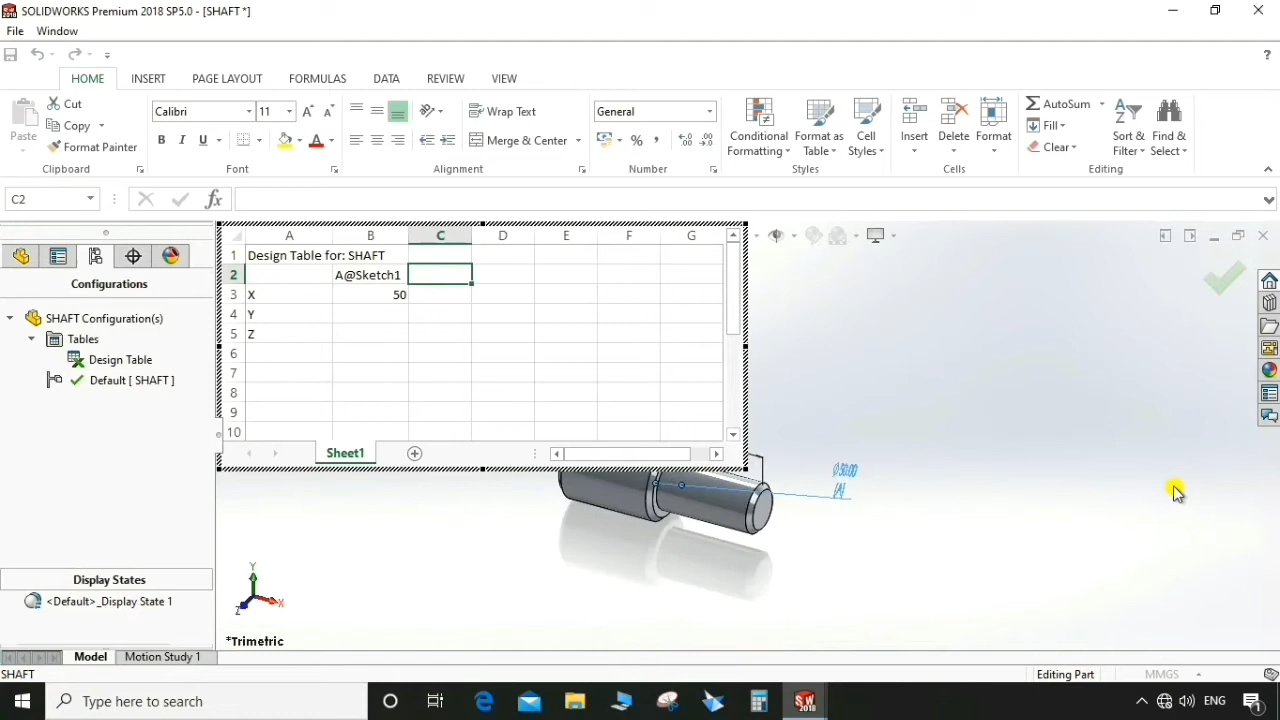 SOLIDWORKS Premium 2018 SP5.0 - [SHAFT *]
File Window
?
HOME INSERT PAGE LAYOUT FORMULAS DATA REVIEW VIEW
Paste
Cut
Copy
Format Painter
Clipboard
Calibri 11
B I U
Font
Wrap Text
Merge & Center
Alignment
General
%
Number
Conditional Formatting
Format as Table
Cell Styles
Styles
Insert
Delete
Format
Cells
AutoSum
Fill
Clear
Sort & Filter
Find & Select
Editing
C2 fx
A B C D E F G
1 Design Table for: SHAFT
2 A@Sketch1
3 X 50
4 Y
5 Z
6
7
8
9
10
Sheet1
Configurations
SHAFT Configuration(s)
Tables
Design Table
Default [ SHAFT ]
Display States
<Default>_Display State 1
Ø50.00
(A)
Y
Z X
*Trimetric
Model Motion Study 1
SHAFT Editing Part MMGS
Type here to search
SW 2018
ENG
1